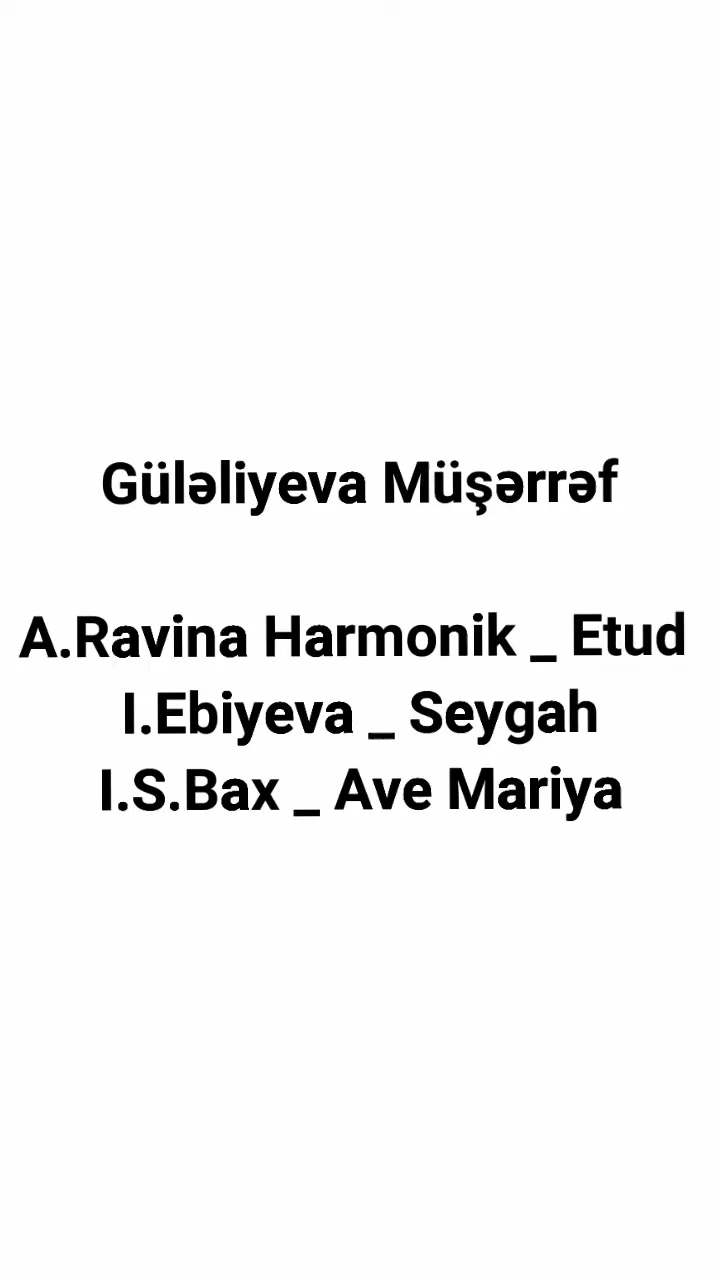 Güləliyeva Müşərrəf
A.Ravina Harmonik _ Etud
I.Ebiyeva _ Seygah
I.S.Bax _ Ave Mariya